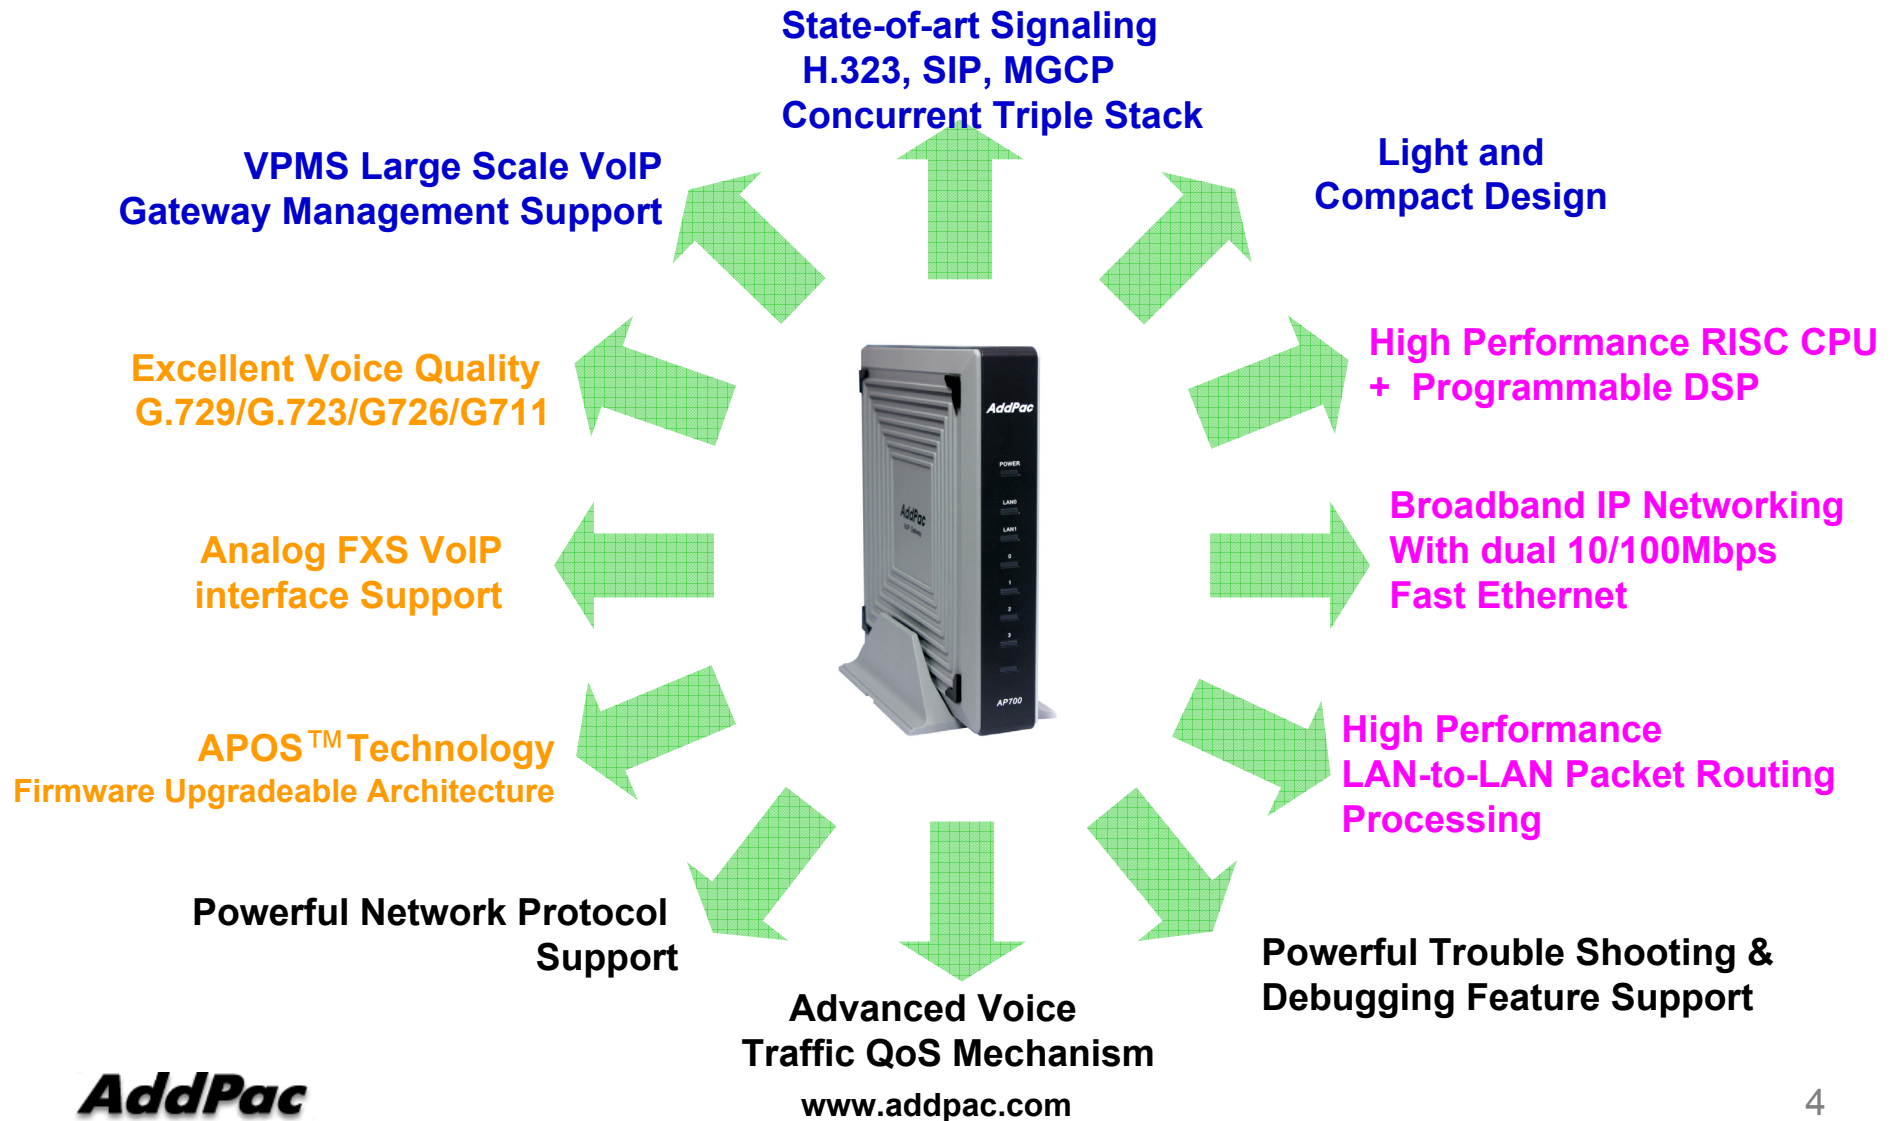 State-of-art Signaling
H.323, SIP, MGCP
Concurrent Triple Stack
VPMS Large Scale VoIP
Gateway Management Support
Light and
Compact Design
Excellent Voice Quality
G.729/G.723/G726/G711
High Performance RISC CPU
+ Programmable DSP
Analog FXS VoIP
interface Support
Broadband IP Networking
With dual 10/100Mbps
Fast Ethernet
APOS™Technology
Firmware Upgradeable Architecture
High Performance
LAN-to-LAN Packet Routing
Processing
Powerful Network Protocol
Support
Powerful Trouble Shooting &
Debugging Feature Support
Advanced Voice
Traffic QoS Mechanism
AddPac
VoIP Gateway
AddPac
POWER
LAN0
LAN1
0
1
2
3
AP700
AddPac
www.addpac.com
4